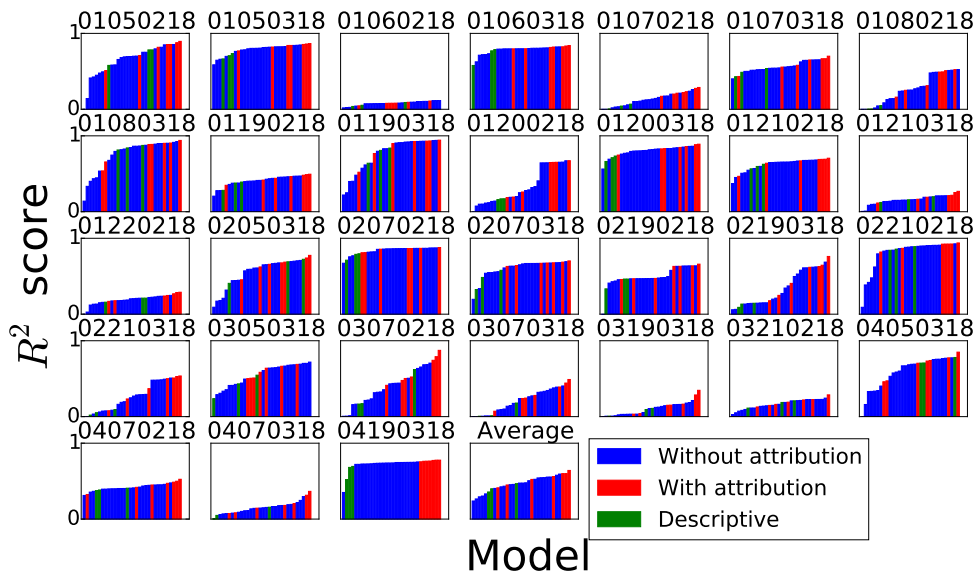 01050218 01050318 01060218 01060318 01070218 01070318 01080218
1
0
01080318 01190218 01190318 01200218 01200318 01210218 01210318
1
0
01220218 02050318 02070218 02070318 02190218 02190318 02210218
1
0
02210318 03050318 03070218 03070318 03190318 03210218 04050318
1
0
04070218 04070318 04190318 Average
1
0
R² score
Model
Without attribution
With attribution
Descriptive